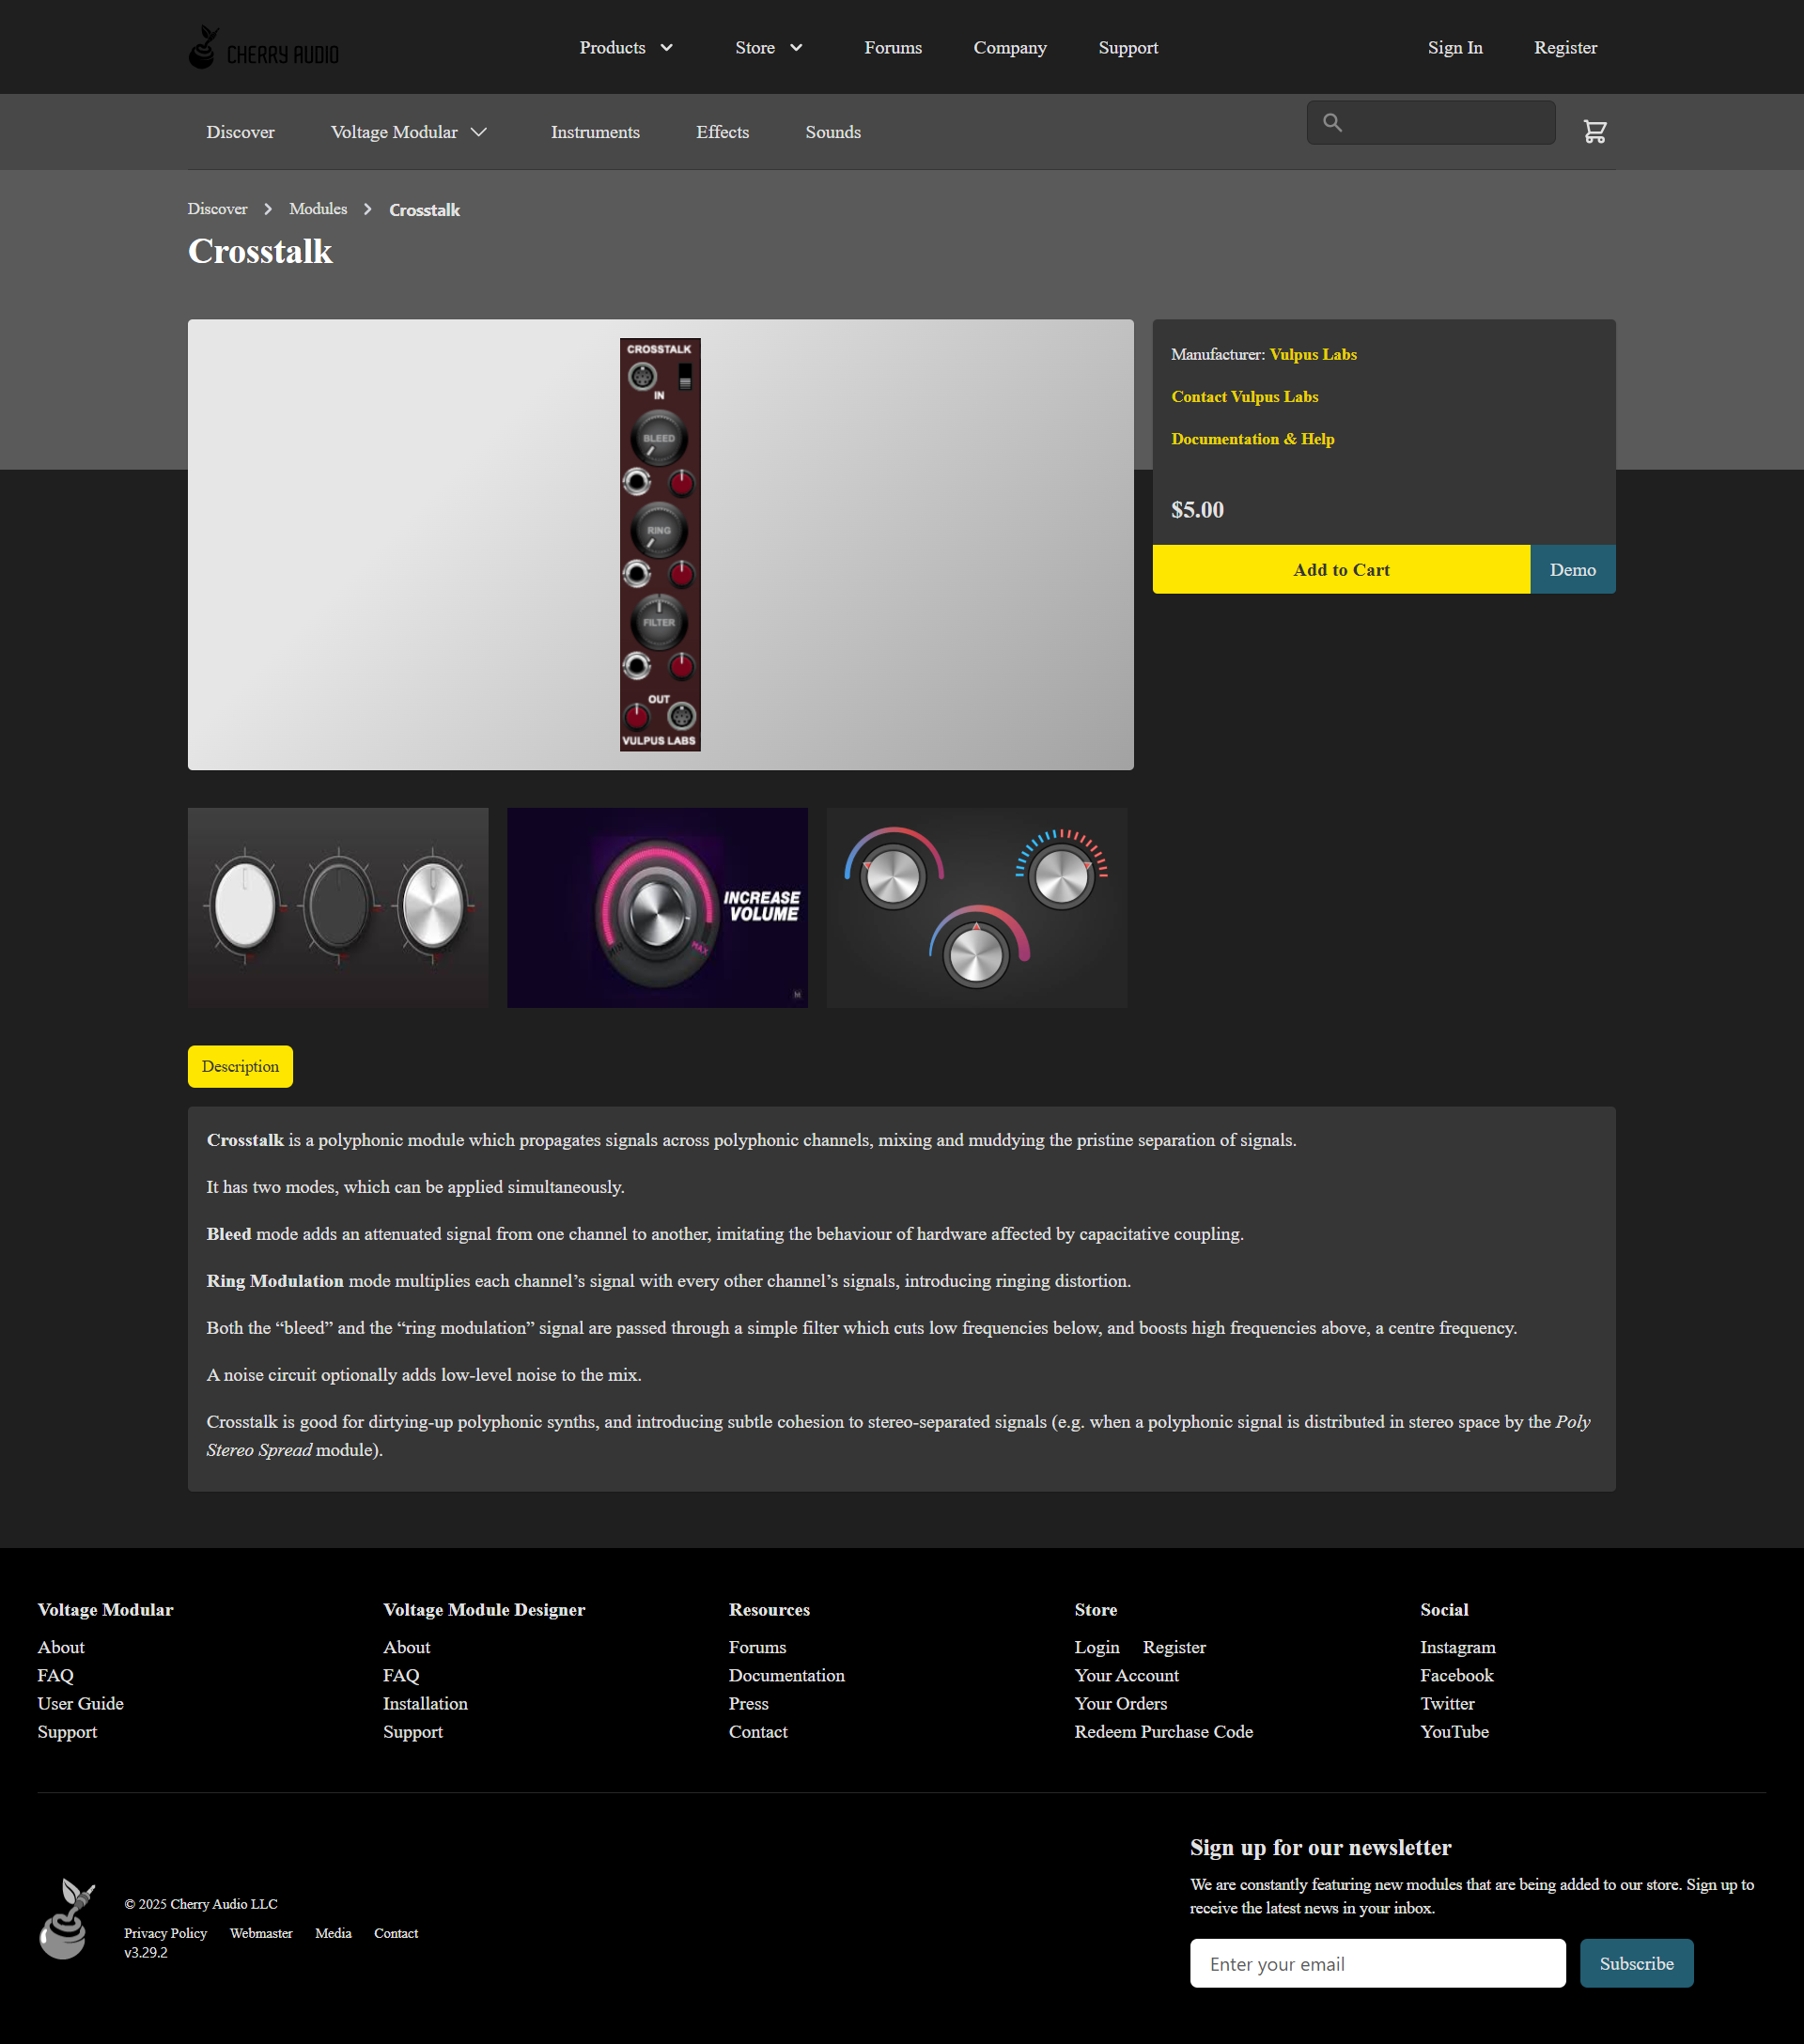 CHERRY AUDIO
Products
Store
Forums
Company
Support
Sign In
Register
Discover
Voltage Modular
Instruments
Effects
Sounds
Discover
Modules
Crosstalk
Crosstalk
CROSSTALK
IN
BLEED
RING
FILTER
OUT
VULPUS LABS
Manufacturer: Vulpus Labs
Contact Vulpus Labs
Documentation & Help
$5.00
Add to Cart
Demo
INCREASE
VOLUME
MIN
MAX
Description
Crosstalk is a polyphonic module which propagates signals across polyphonic channels, mixing and muddying the pristine separation of signals.
It has two modes, which can be applied simultaneously.
Bleed mode adds an attenuated signal from one channel to another, imitating the behaviour of hardware affected by capacitative coupling.
Ring Modulation mode multiplies each channel’s signal with every other channel’s signals, introducing ringing distortion.
Both the “bleed” and the “ring modulation” signal are passed through a simple filter which cuts low frequencies below, and boosts high frequencies above, a centre frequency.
A noise circuit optionally adds low-level noise to the mix.
Crosstalk is good for dirtying-up polyphonic synths, and introducing subtle cohesion to stereo-separated signals (e.g. when a polyphonic signal is distributed in stereo space by the Poly
Stereo Spread module).
Voltage Modular
About
FAQ
User Guide
Support
Voltage Module Designer
About
FAQ
Installation
Support
Resources
Forums
Documentation
Press
Contact
Store
Login Register
Your Account
Your Orders
Redeem Purchase Code
Social
Instagram
Facebook
Twitter
YouTube
© 2025 Cherry Audio LLC
Privacy Policy Webmaster Media Contact
v3.29.2
Sign up for our newsletter
We are constantly featuring new modules that are being added to our store. Sign up to
receive the latest news in your inbox.
Enter your email
Subscribe